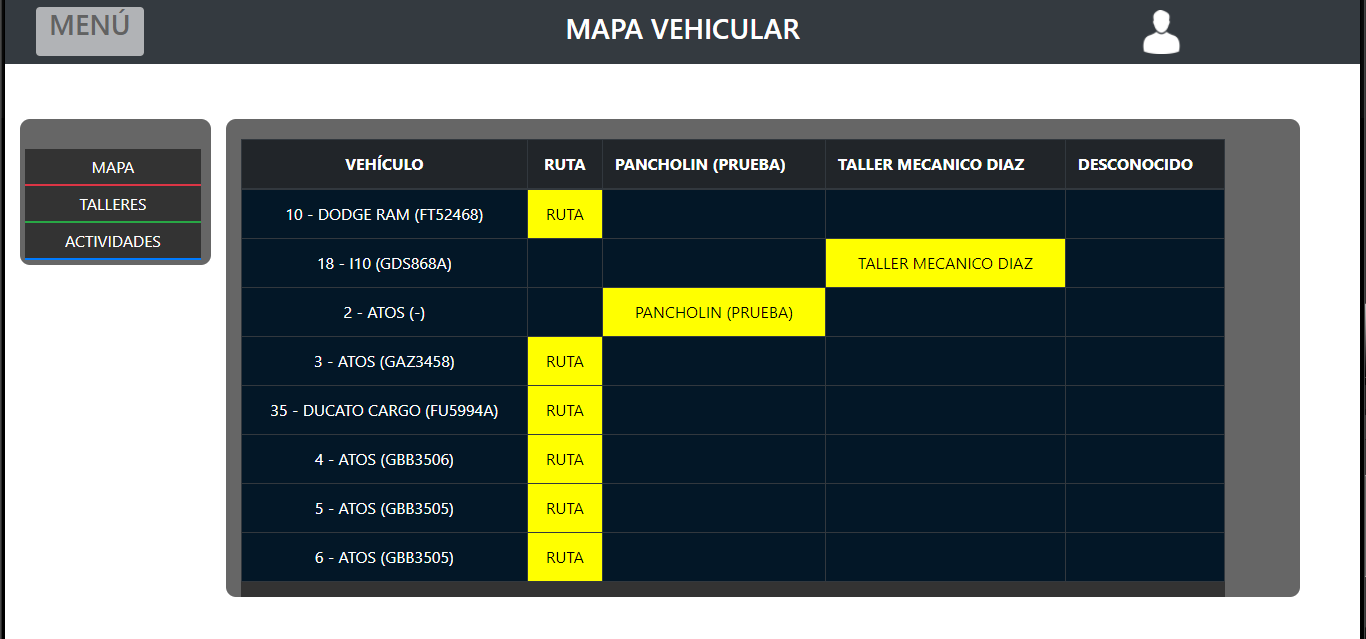 MENÚ
MAPA VEHICULAR
MAPA
TALLERES
ACTIVIDADES
VEHÍCULO RUTA PANCHOLIN (PRUEBA) TALLER MECANICO DIAZ DESCONOCIDO
10 - DODGE RAM (FT52468) RUTA
18 - I10 (GDS868A) TALLER MECANICO DIAZ
2 - ATOS (-) PANCHOLIN (PRUEBA)
3 - ATOS (GAZ3458) RUTA
35 - DUCATO CARGO (FU5994A) RUTA
4 - ATOS (GBB3506) RUTA
5 - ATOS (GBB3505) RUTA
6 - ATOS (GBB3505) RUTA